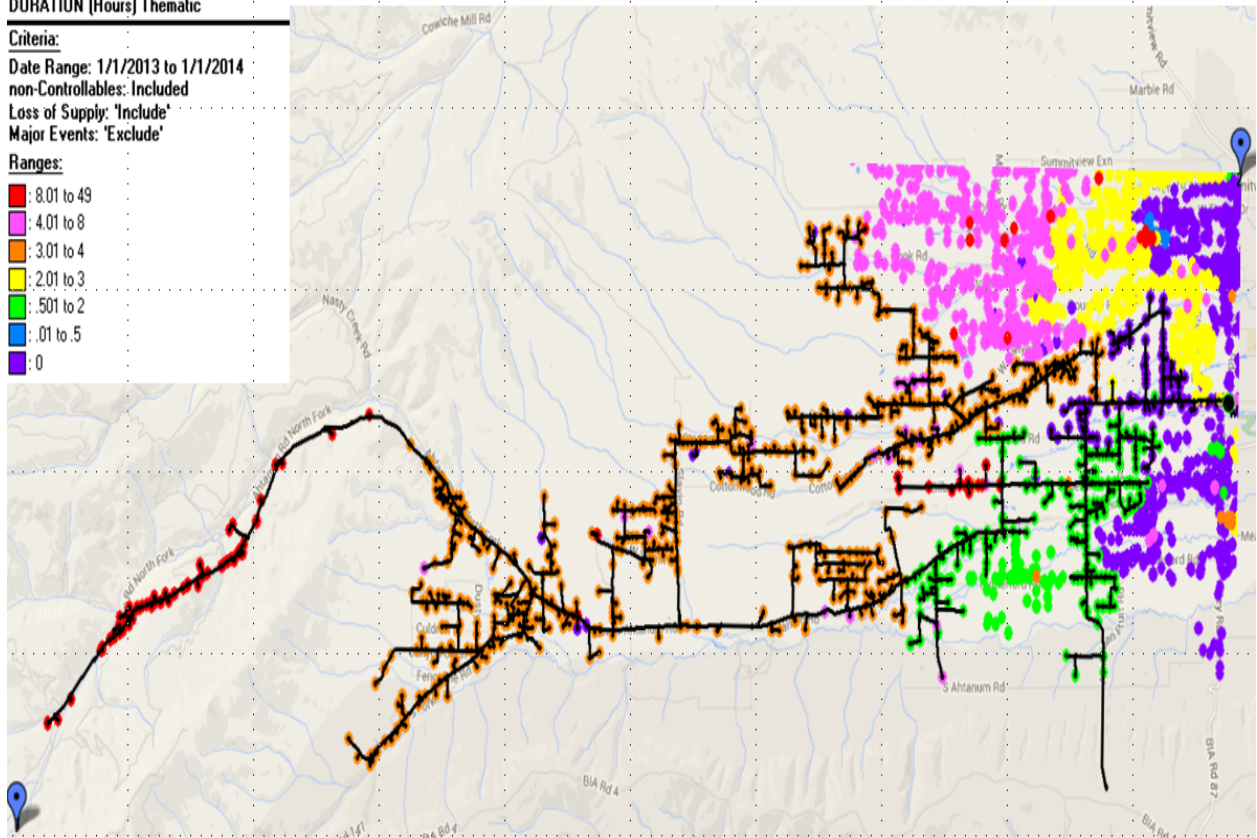 DURATION (Hours) Thematic
Criteria:
Date Range: 1/1/2013 to 1/1/2014
non-Controllables: Included
Loss of Supply: 'Include'
Major Events: 'Exclude'
Ranges:
: 8.01 to 49
: 4.01 to 8
: 3.01 to 4
: 2.01 to 3
: .501 to 2
: .01 to .5
: 0
Cowiche Mill Rd
Marble Rd
Summitview Exn
Nasty Creek Rd
Rd North Fork
Rd North Fork
S Ahtanum Rd
BIA Rd 4
BIA Rd 87